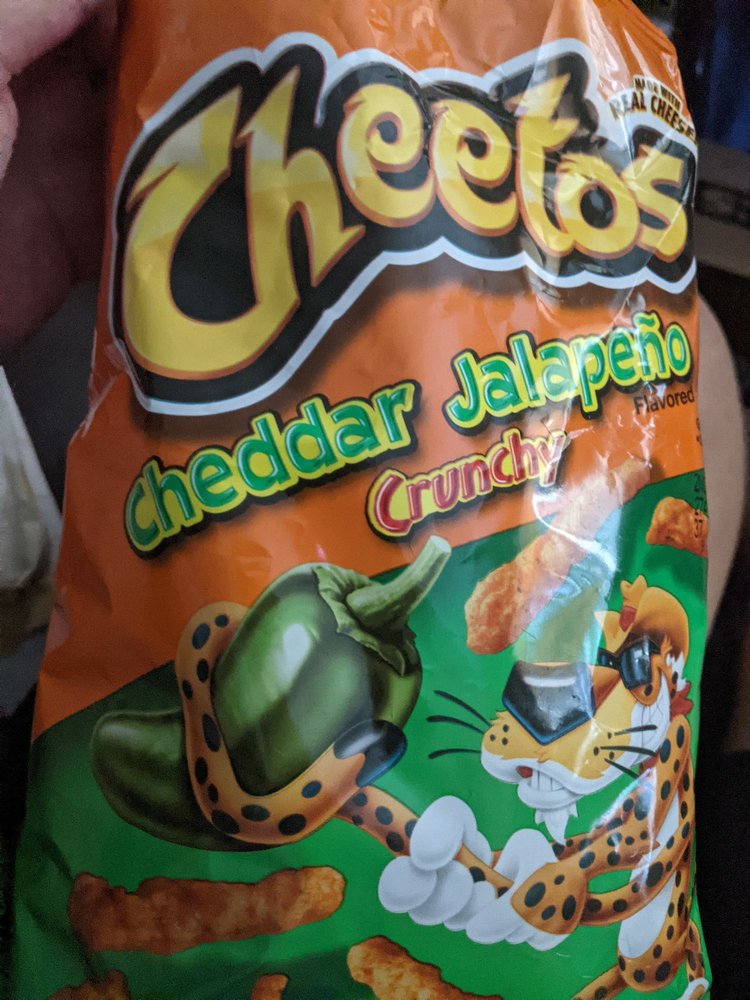 MADE WITH
REAL CHEESE
Cheetos
Cheddar Jalapeño
Flavored
Crunchy